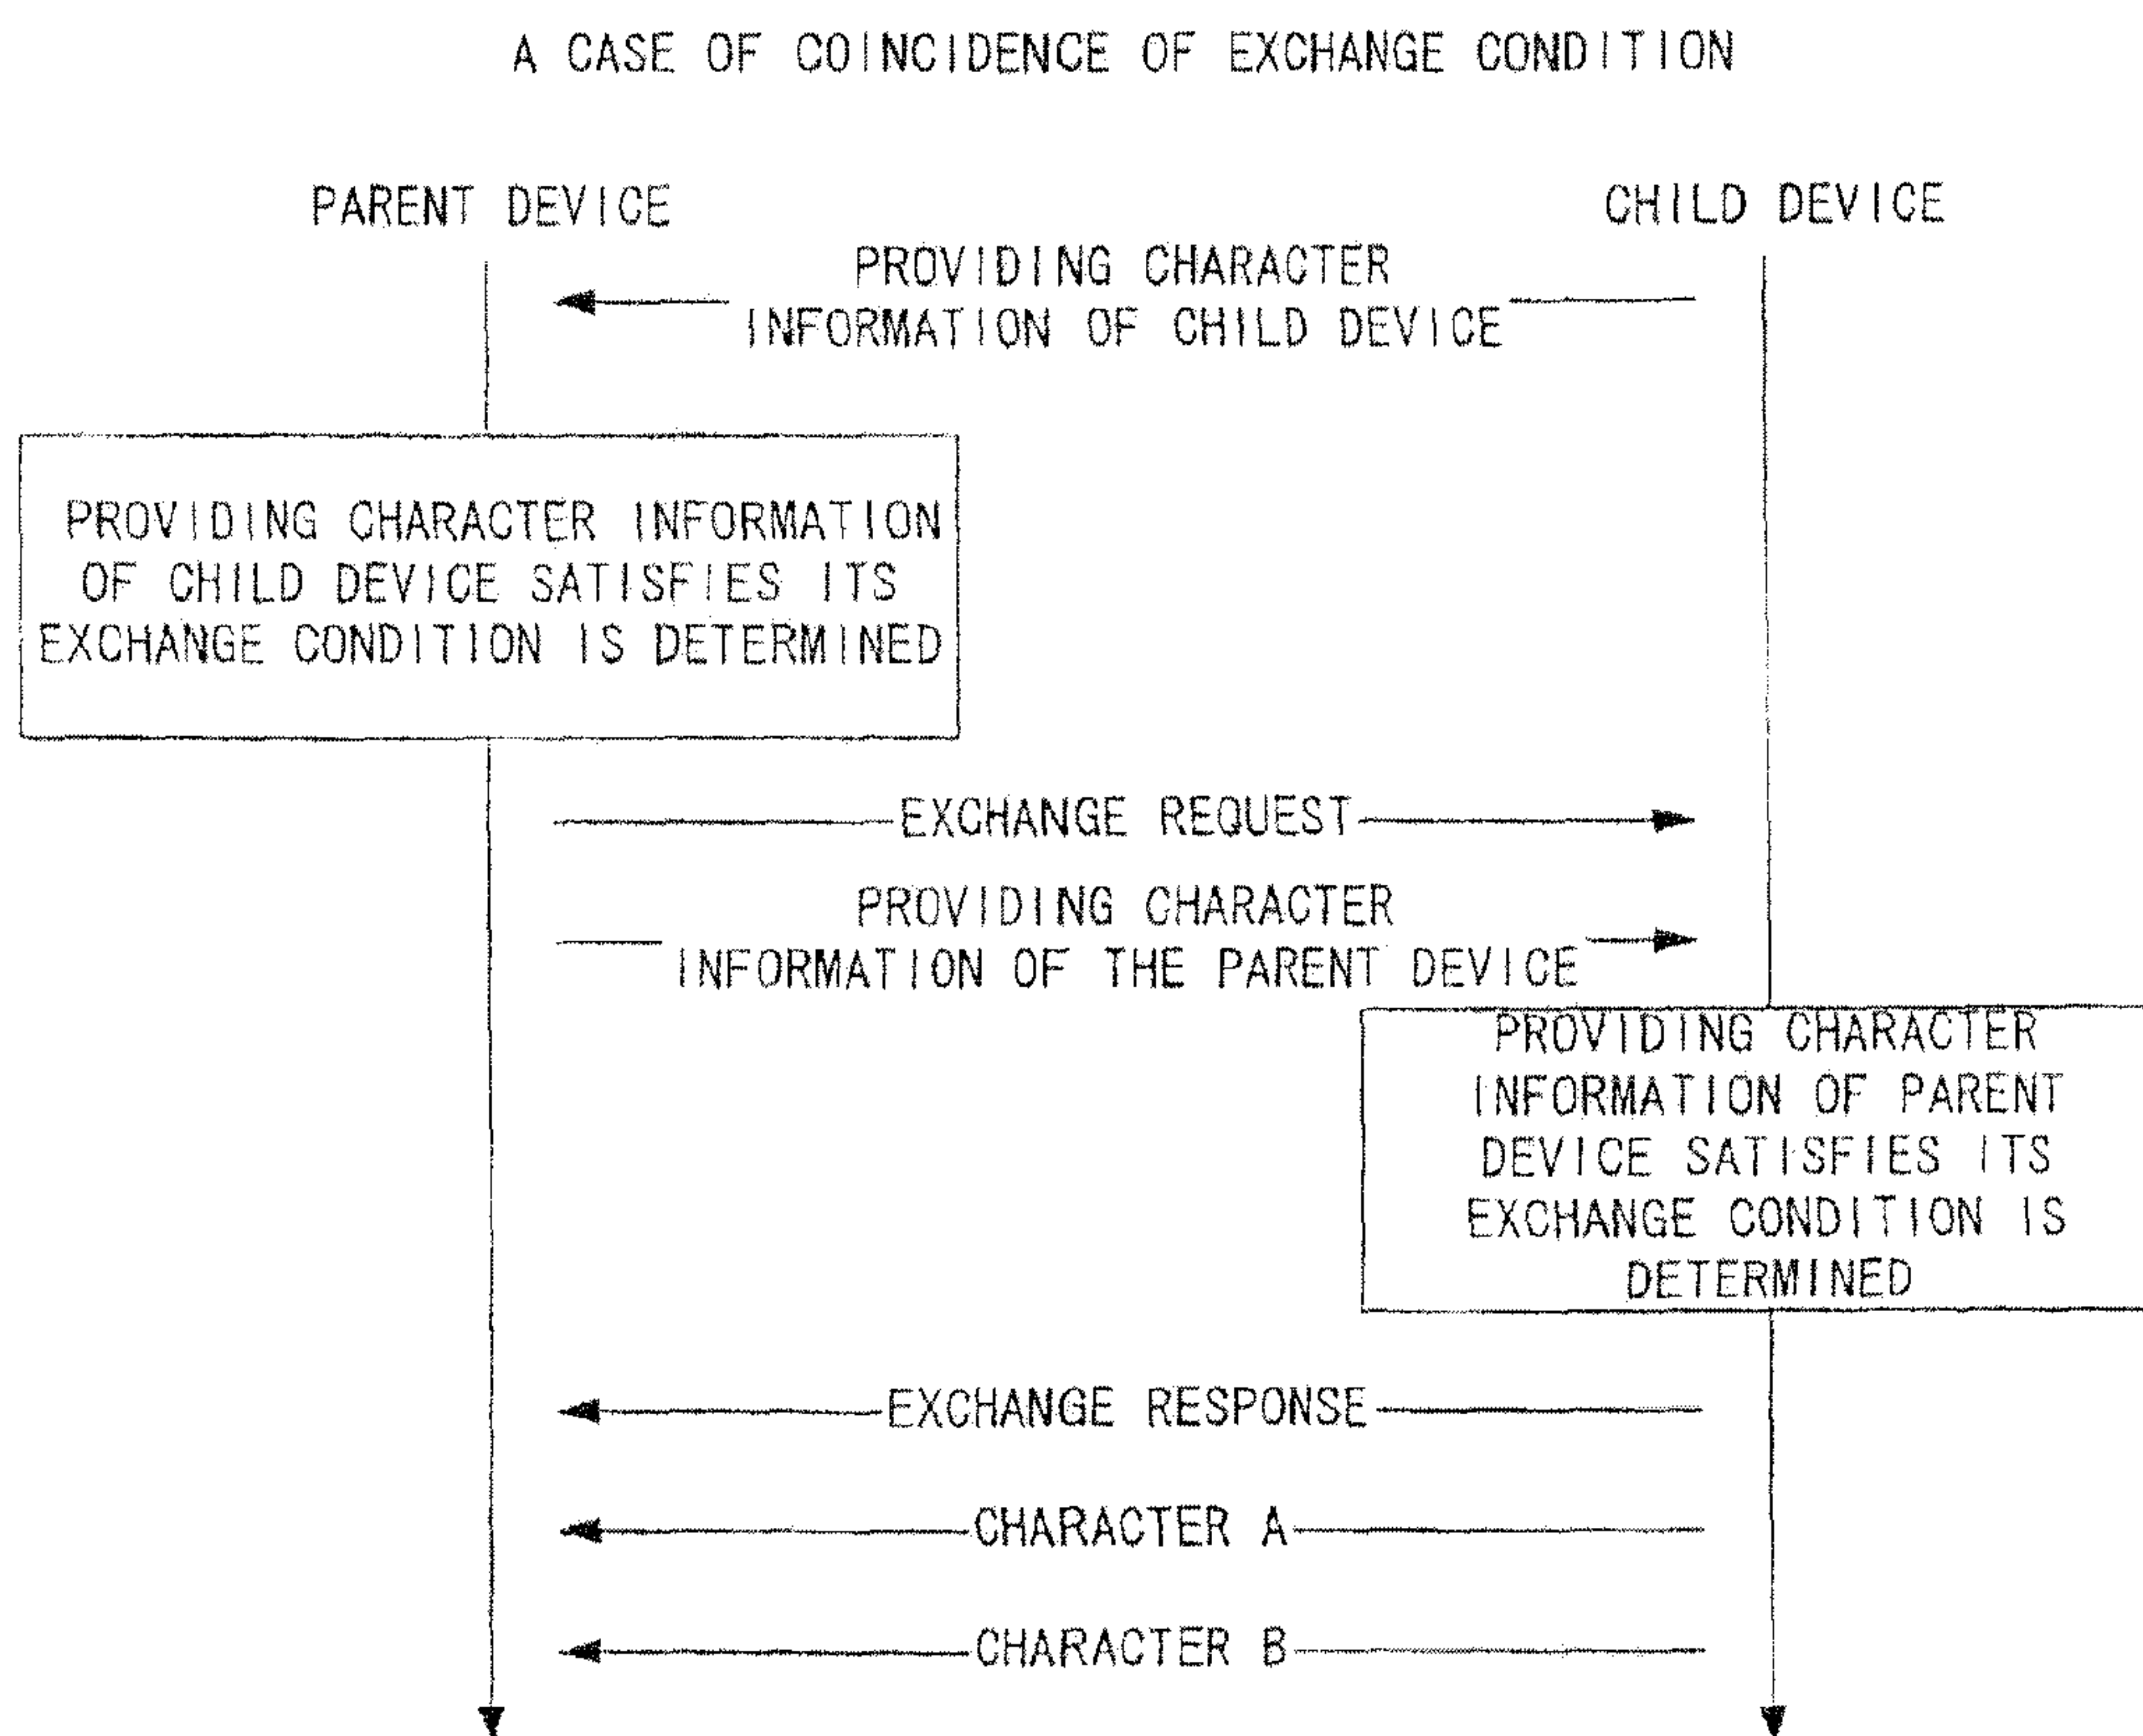 A CASE OF COINCIDENCE OF EXCHANGE CONDITION
PARENT DEVICE
CHILD DEVICE
PROVIDING CHARACTER
INFORMATION OF CHILD DEVICE
PROVIDING CHARACTER INFORMATION
OF CHILD DEVICE SATISFIES ITS
EXCHANGE CONDITION IS DETERMINED
EXCHANGE REQUEST
PROVIDING CHARACTER
INFORMATION OF THE PARENT DEVICE
PROVIDING CHARACTER
INFORMATION OF PARENT
DEVICE SATISFIES ITS
EXCHANGE CONDITION IS
DETERMINED
EXCHANGE RESPONSE
CHARACTER A
CHARACTER B